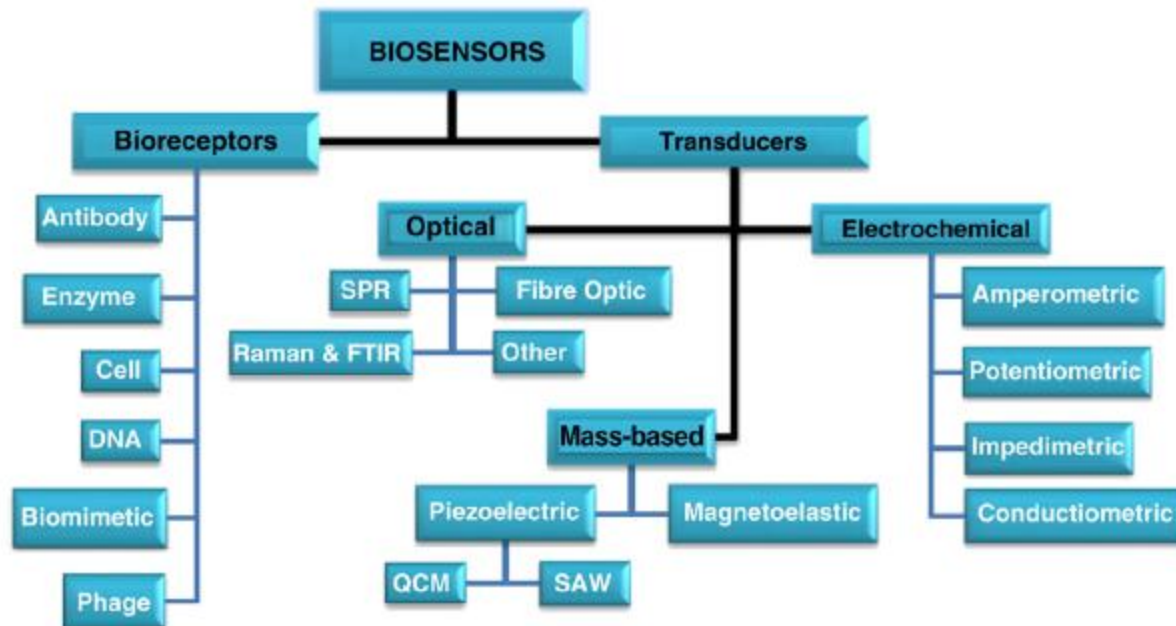 BIOSENSORS
Bioreceptors
Transducers
Antibody
Optical
Electrochemical
Enzyme
SPR
Fibre Optic
Amperometric
Raman & FTIR
Other
Cell
Potentiometric
DNA
Mass-based
Impedimetric
Biomimetic
Piezoelectric
Magnetoelastic
Conductiometric
QCM
SAW
Phage